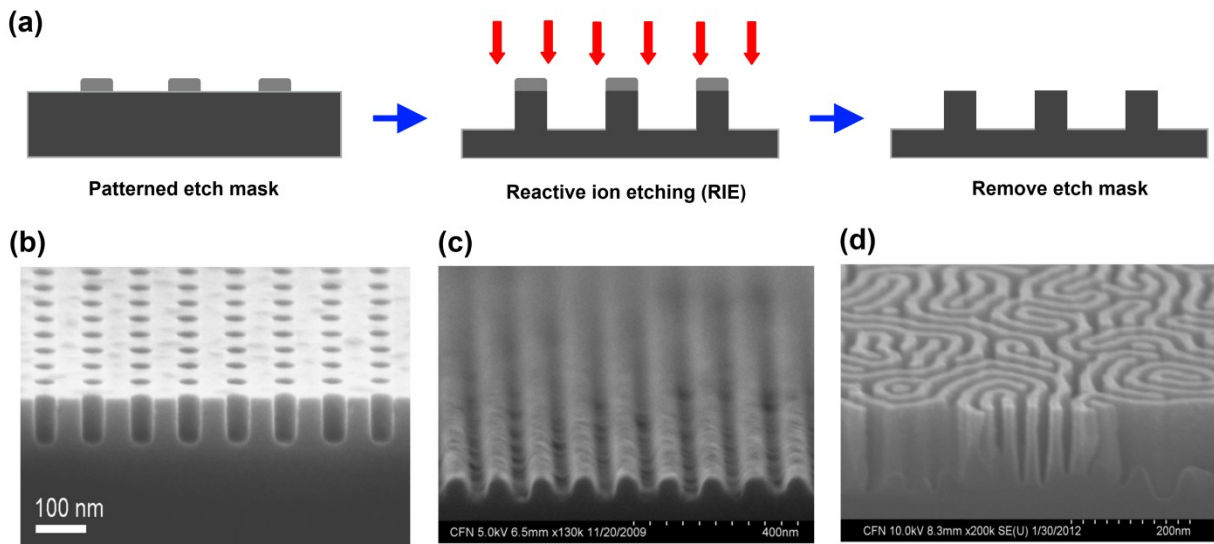 (a)
Patterned etch mask
Reactive ion etching (RIE)
Remove etch mask
(b)
(c)
(d)
100 nm
CFN 5.0kV 6.5mm x130k 11/20/2009
400nm
CFN 10.0kV 8.3mm x200k SE(U) 1/30/2012
200nm